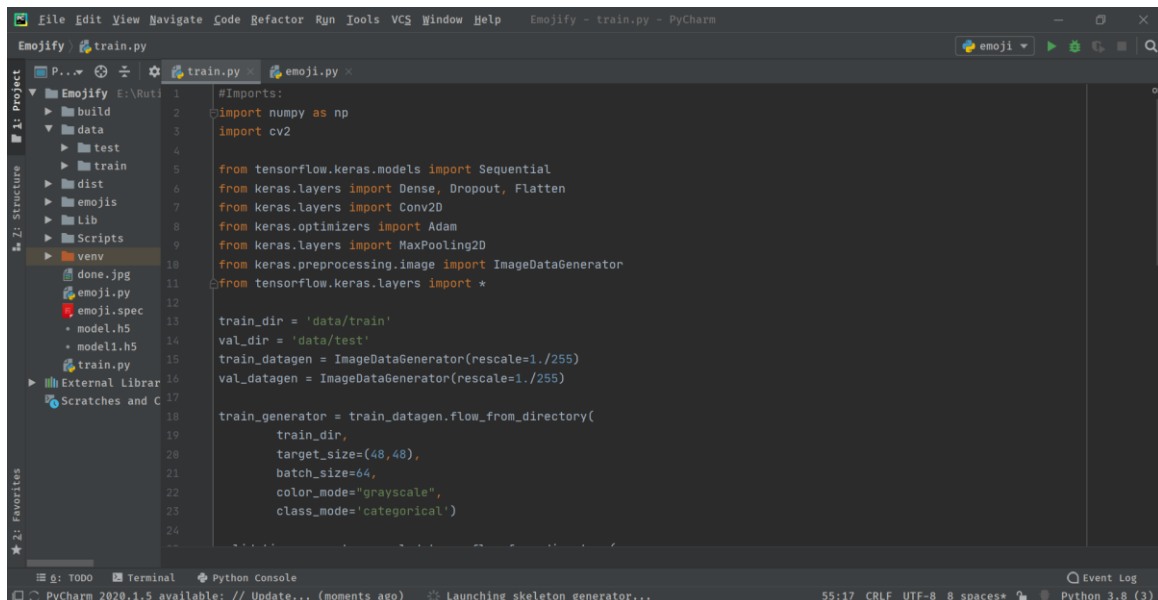 File Edit View Navigate Code Refactor Run Tools VCS Window Help Emojify - train.py - PyCharm
Emojify train.py emoji
P... train.py emoji.py
1: Project
7: Structure
2: Favorites
Emojify E:\Ruti
build
data
test
train
dist
emojis
Lib
Scripts
venv
done.jpg
emoji.py
emoji.spec
model.h5
model1.h5
train.py
External Librar
Scratches and C
1 #Imports:
2 import numpy as np
3 import cv2
4
5 from tensorflow.keras.models import Sequential
6 from keras.layers import Dense, Dropout, Flatten
7 from keras.layers import Conv2D
8 from keras.optimizers import Adam
9 from keras.layers import MaxPooling2D
10 from keras.preprocessing.image import ImageDataGenerator
11 from tensorflow.keras.layers import *
12
13 train_dir = 'data/train'
14 val_dir = 'data/test'
15 train_datagen = ImageDataGenerator(rescale=1./255)
16 val_datagen = ImageDataGenerator(rescale=1./255)
17
18 train_generator = train_datagen.flow_from_directory(
19 train_dir,
20 target_size=(48,48),
21 batch_size=64,
22 color_mode="grayscale",
23 class_mode='categorical')
24
6: TODO Terminal Python Console Event Log
PyCharm 2020.1.5 available: // Update... (moments ago) Launching skeleton generator... 55:17 CRLF UTF-8 8 spaces* Python 3.8 (3)